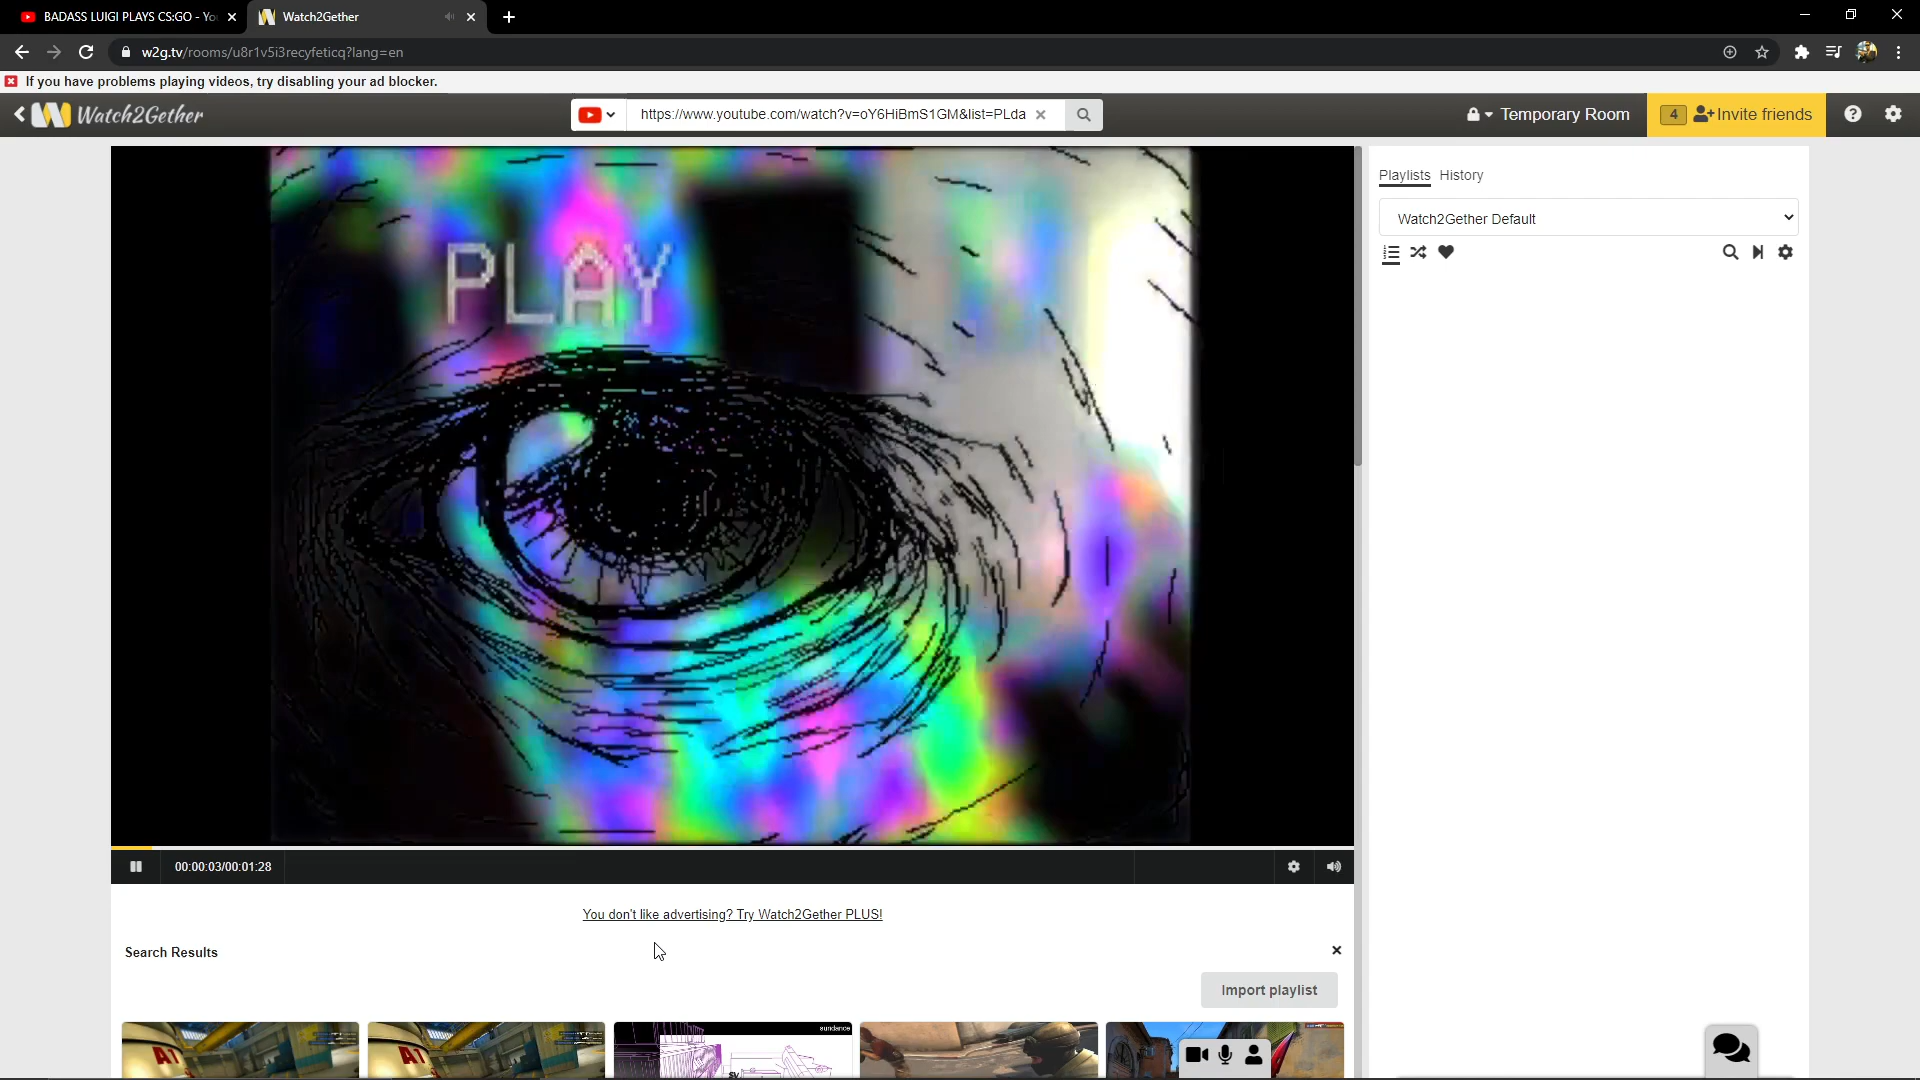 BADASS LUIGI PLAYS CS:GO - Yo
Watch2Gether
w2g.tv/rooms/u8r1v5i3recyfeticq?lang=en
If you have problems playing videos, try disabling your ad blocker.
Watch2Gether
https://www.youtube.com/watch?v=oY6HiBmS1GM&list=PLda
Temporary Room
4
Invite friends
PLAY
Playlists
History
Watch2Gether Default
00:00:03/00:01:28
You don't like advertising? Try Watch2Gether PLUS!
Search Results
Import playlist
A1
A1
sundance